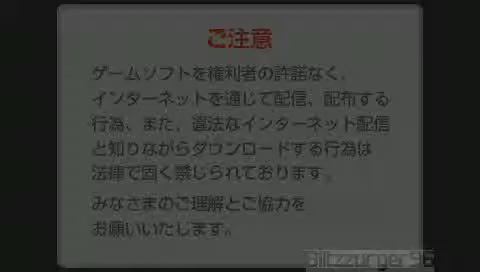 ご注意
ゲームソフトを権利者の許諾なく、
インターネットを通じて配信、配布する
行為、また、違法なインターネット配信
と知りながらダウンロードする行為は
法律で固く禁じられております。
みなさまのご理解とご協力を
お願いいたします。
Blitzzurger96